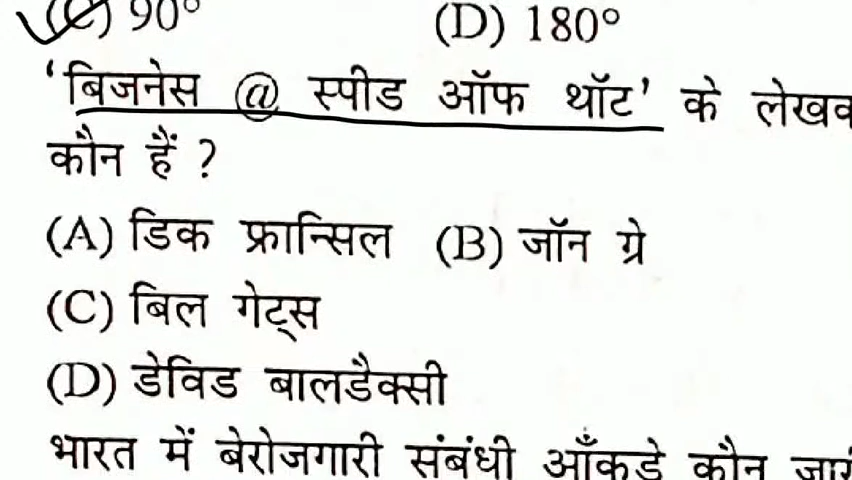 (C) 90° (D) 180°
'बिजनेस @ स्पीड ऑफ थॉट' के
कौन हैं ?
(A) डिक फ्रान्सिल (B) जॉन ग्रे
(C) बिल गेट्स
(D) डेविड बालडैक्सी
भारत में बेरोजगारी संबंधी आँकडे कौन